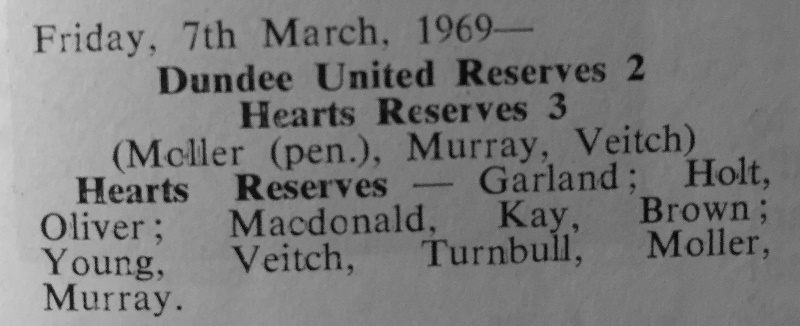 Friday, 7th March, 1969—
Dundee United Reserves 2
Hearts Reserves 3
(Moller (pen.), Murray, Veitch)
Hearts Reserves — Garland; Holt,
Oliver; Macdonald, Kay, Brown;
Young, Veitch, Turnbull, Moller,
Murray.